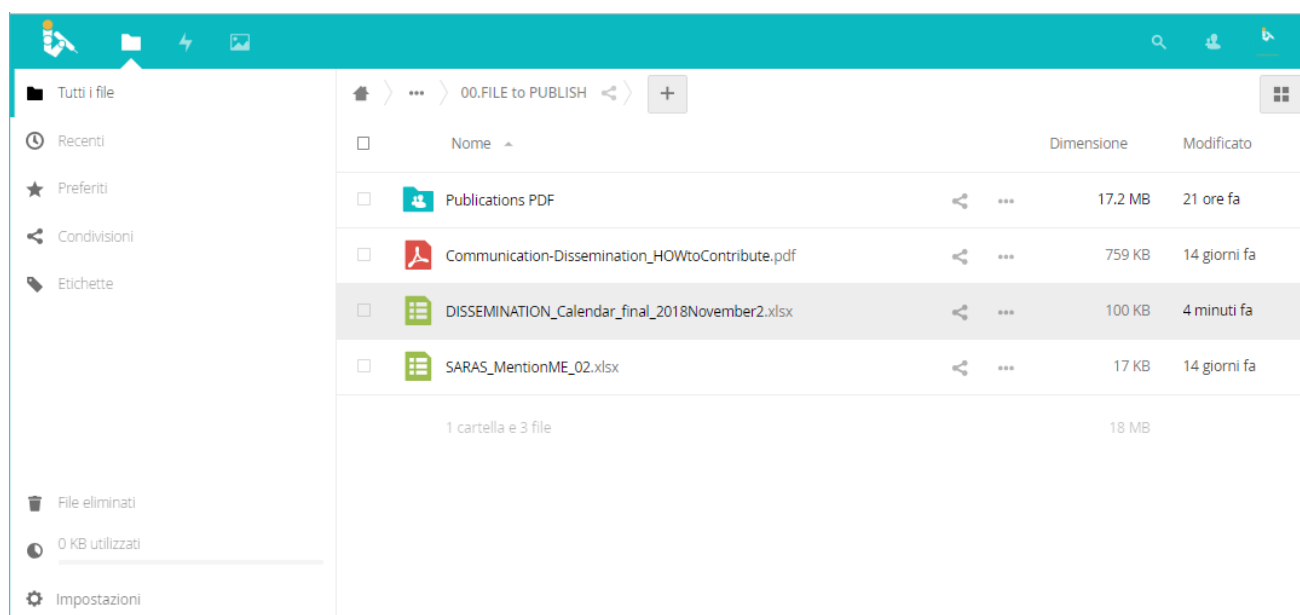 Tutti i file
Recenti
Preferiti
Condivisioni
Etichette
File eliminati
0 KB utilizzati
Impostazioni
00.FILE to PUBLISH
Nome Dimensione Modificato
Publications PDF 17.2 MB 21 ore fa
Communication-Dissemination_HOWtoContribute.pdf 759 KB 14 giorni fa
DISSEMINATION_Calendar_final_2018November2.xlsx 100 KB 4 minuti fa
SARAS_MentionME_02.xlsx 17 KB 14 giorni fa
1 cartella e 3 file 18 MB